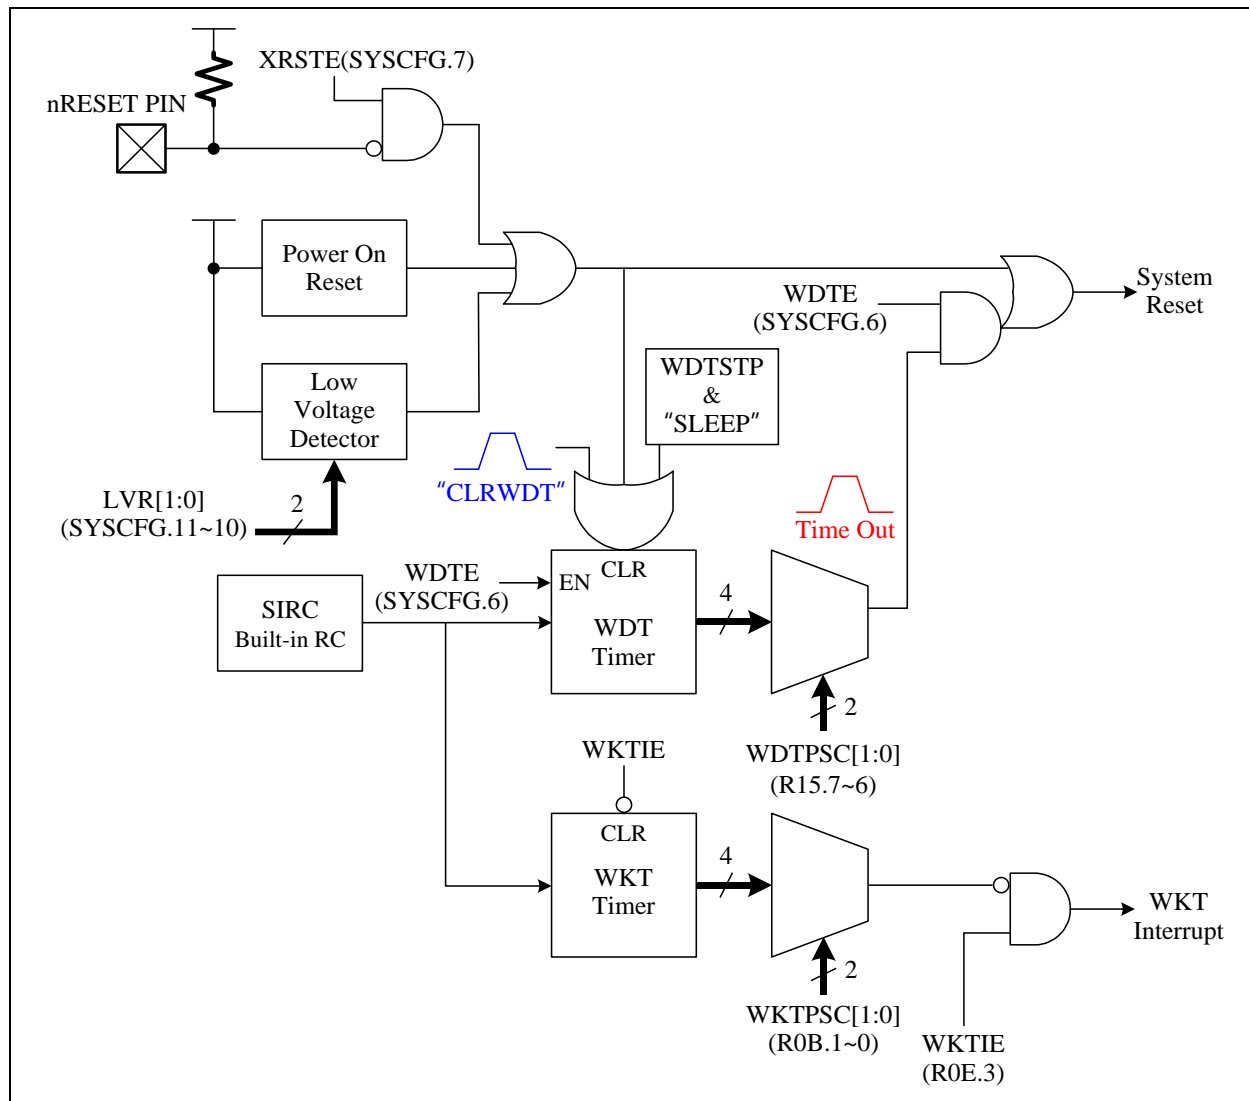 XRSTE(SYSCFG.7)
nRESET PIN
Power On
Reset
WDTE
(SYSCFG.6)
System
Reset
Low
Voltage
Detector
WDTSTP
&
"SLEEP"
"CLRWDT"
LVR[1:0]
(SYSCFG.11~10)
2
Time Out
SIRC
Built-in RC
WDTE
(SYSCFG.6)
EN
CLR
WDT
Timer
4
2
WDTPSC[1:0]
(R15.7~6)
WKTIE
CLR
WKT
Timer
4
2
WKTPSC[1:0]
(R0B.1~0)
WKT
Interrupt
WKTIE
(R0E.3)